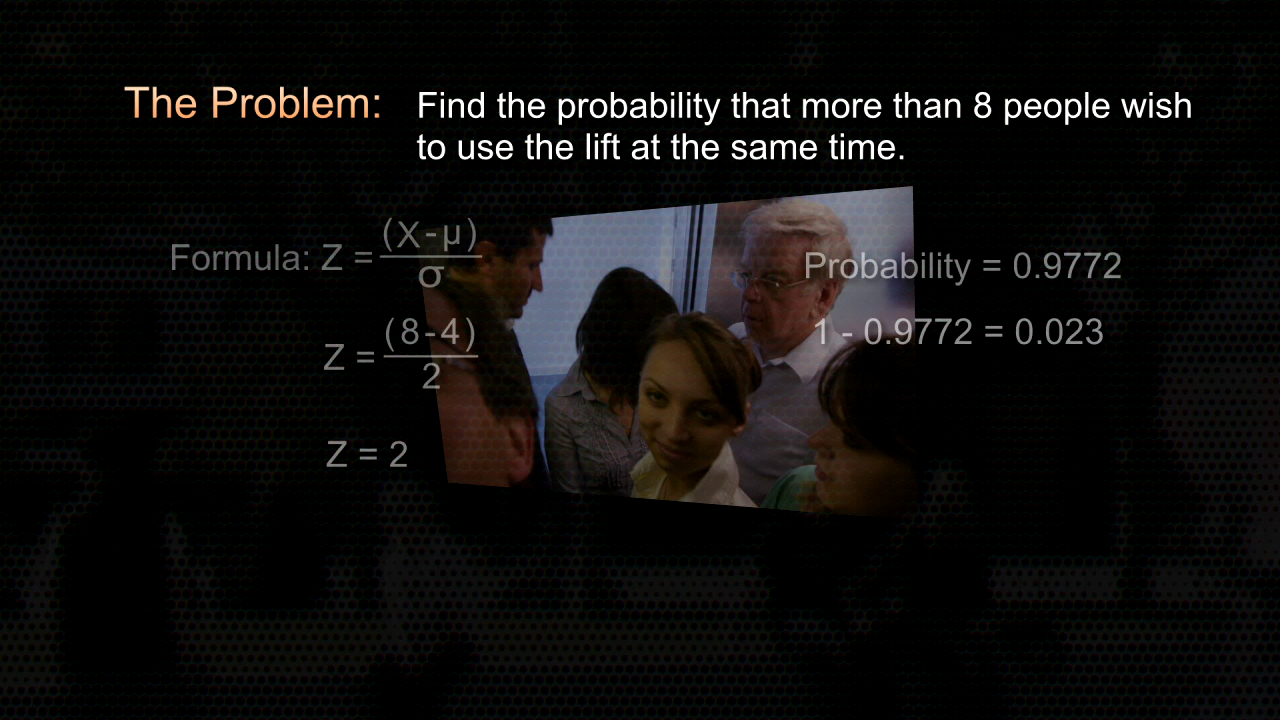 The Problem: Find the probability that more than 8 people wish
to use the lift at the same time.
Formula: Z = (X-μ)
σ
Z = (8-4)
2
Z = 2
Probability = 0.9772
1 - 0.9772 = 0.023